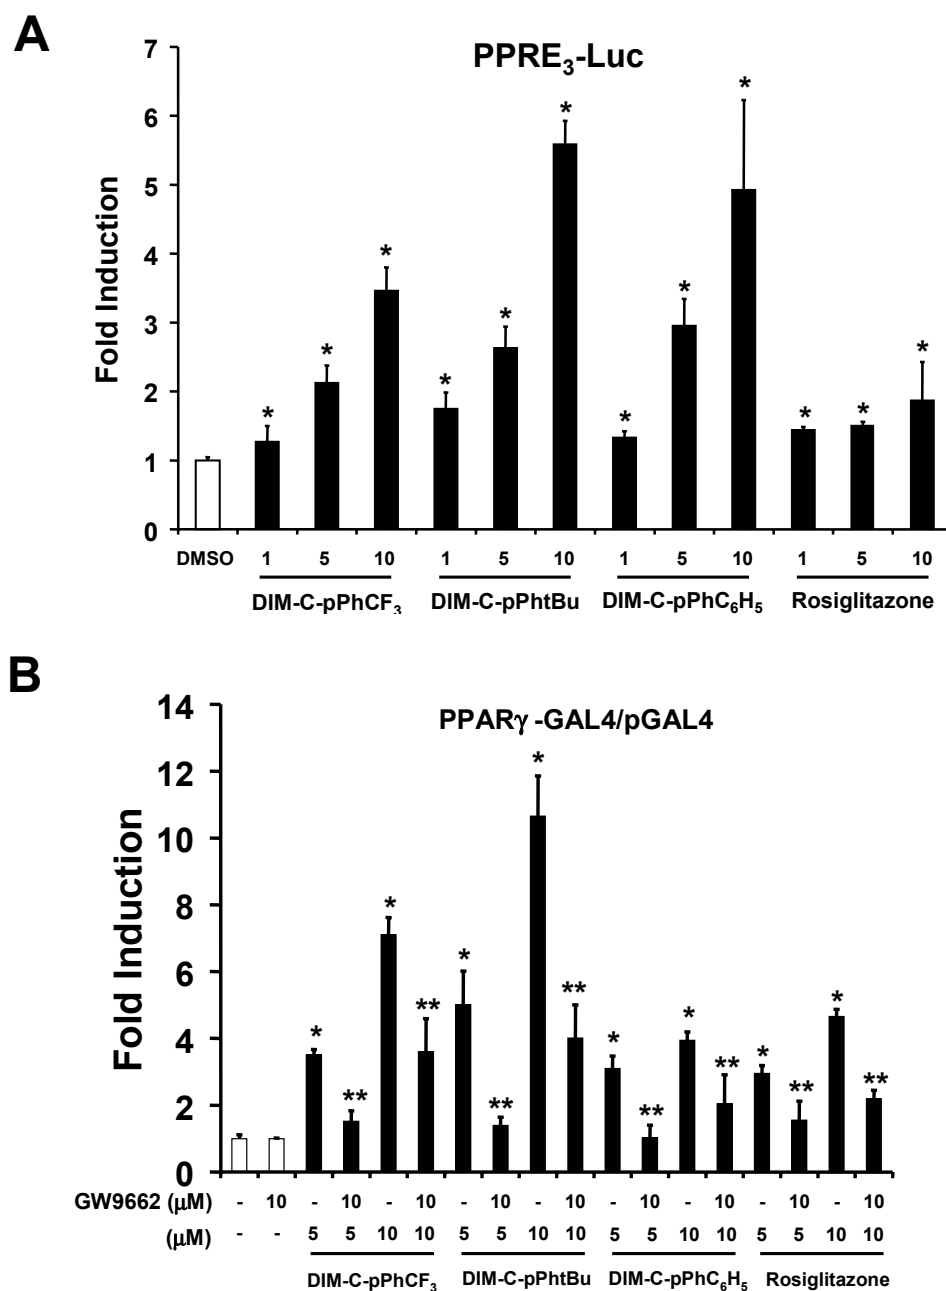 A
PPRE₃-Luc
Fold Induction
7
6
5
4
3
2
1
0
* * * * * * * * * * * *
DMSO 1 5 10 1 5 10 1 5 10 1 5 10
DIM-C-pPhCF₃ DIM-C-pPhtBu DIM-C-pPhC₆H₅ Rosiglitazone
B
PPARγ-GAL4/pGAL4
Fold Induction
14
12
10
8
6
4
2
0
* ** * ** * ** * ** * ** * ** * ** * **
GW9662 (μM) - 10 - 10 - 10 - 10 - 10 - 10 - 10 - 10 - 10
(μM) - - 5 5 10 10 5 5 10 10 5 5 10 10 5 5 10 10
DIM-C-pPhCF₃ DIM-C-pPhtBu DIM-C-pPhC₆H₅ Rosiglitazone